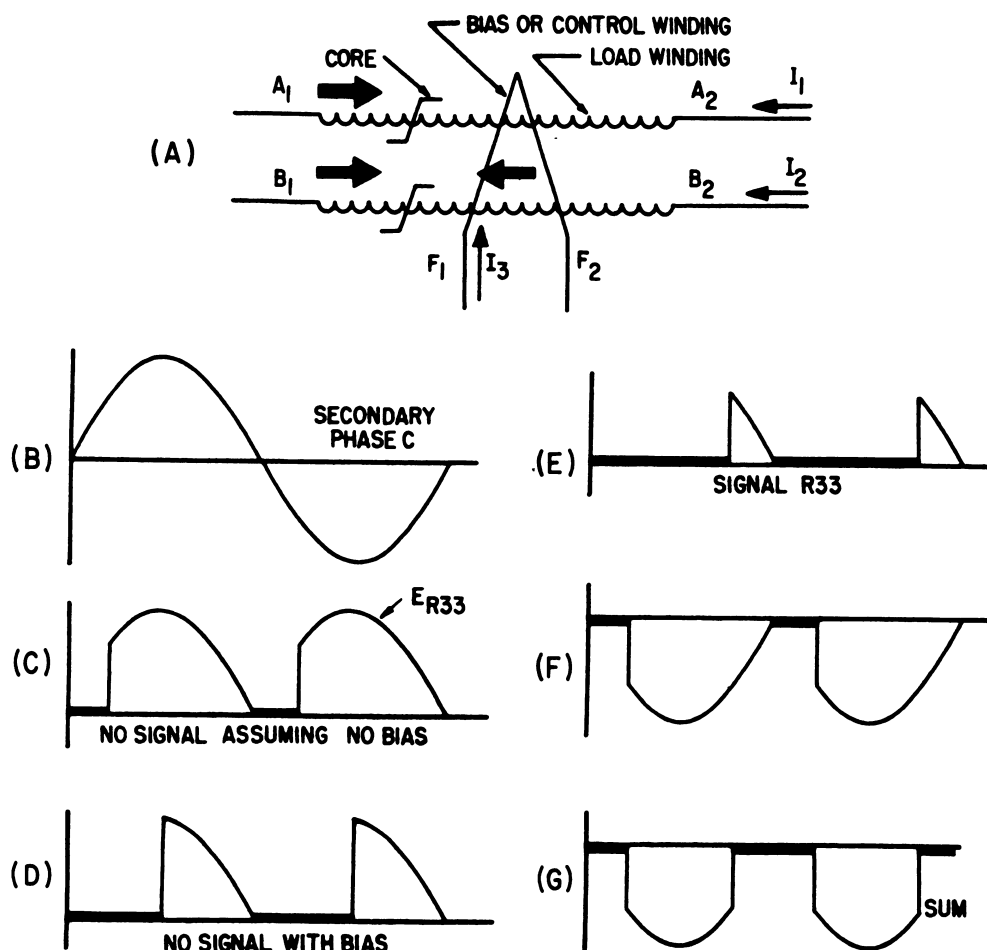 BIAS OR CONTROL WINDING
CORE
LOAD WINDING
A1
A2
I1
(A)
B1
B2
I2
F1
I3
F2
(B)
SECONDARY
PHASE C
(E)
SIGNAL R33
(C)
ER33
NO SIGNAL ASSUMING NO BIAS
(F)
(D)
NO SIGNAL WITH BIAS
(G)
SUM